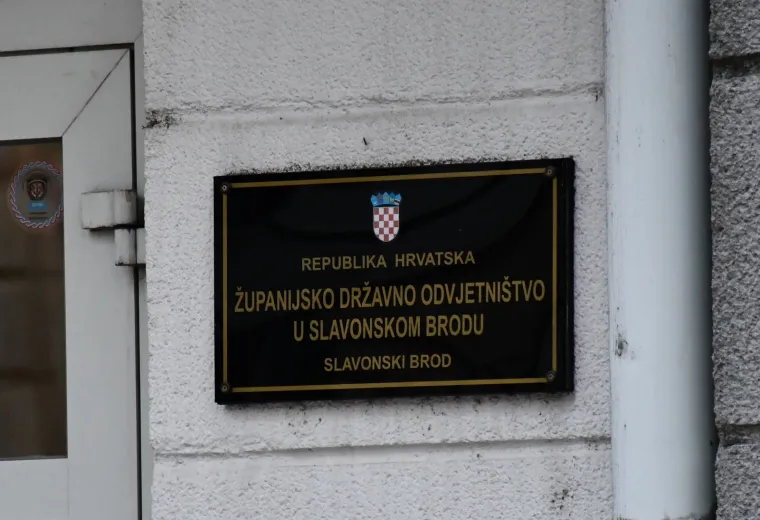 REPUBLIKA HRVATSKA
ŽUPANIJSKO DRŽAVNO ODVJETNIŠTVO
U SLAVONSKOM BRODU
SLAVONSKI BROD